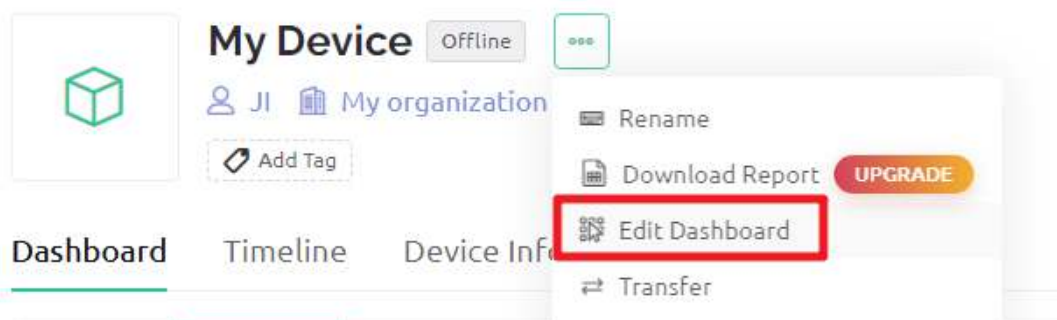 My Device Offline
JI My organization
Rename
Add Tag
Download Report UPGRADE
Edit Dashboard
Dashboard Timeline Device Inf
Transfer